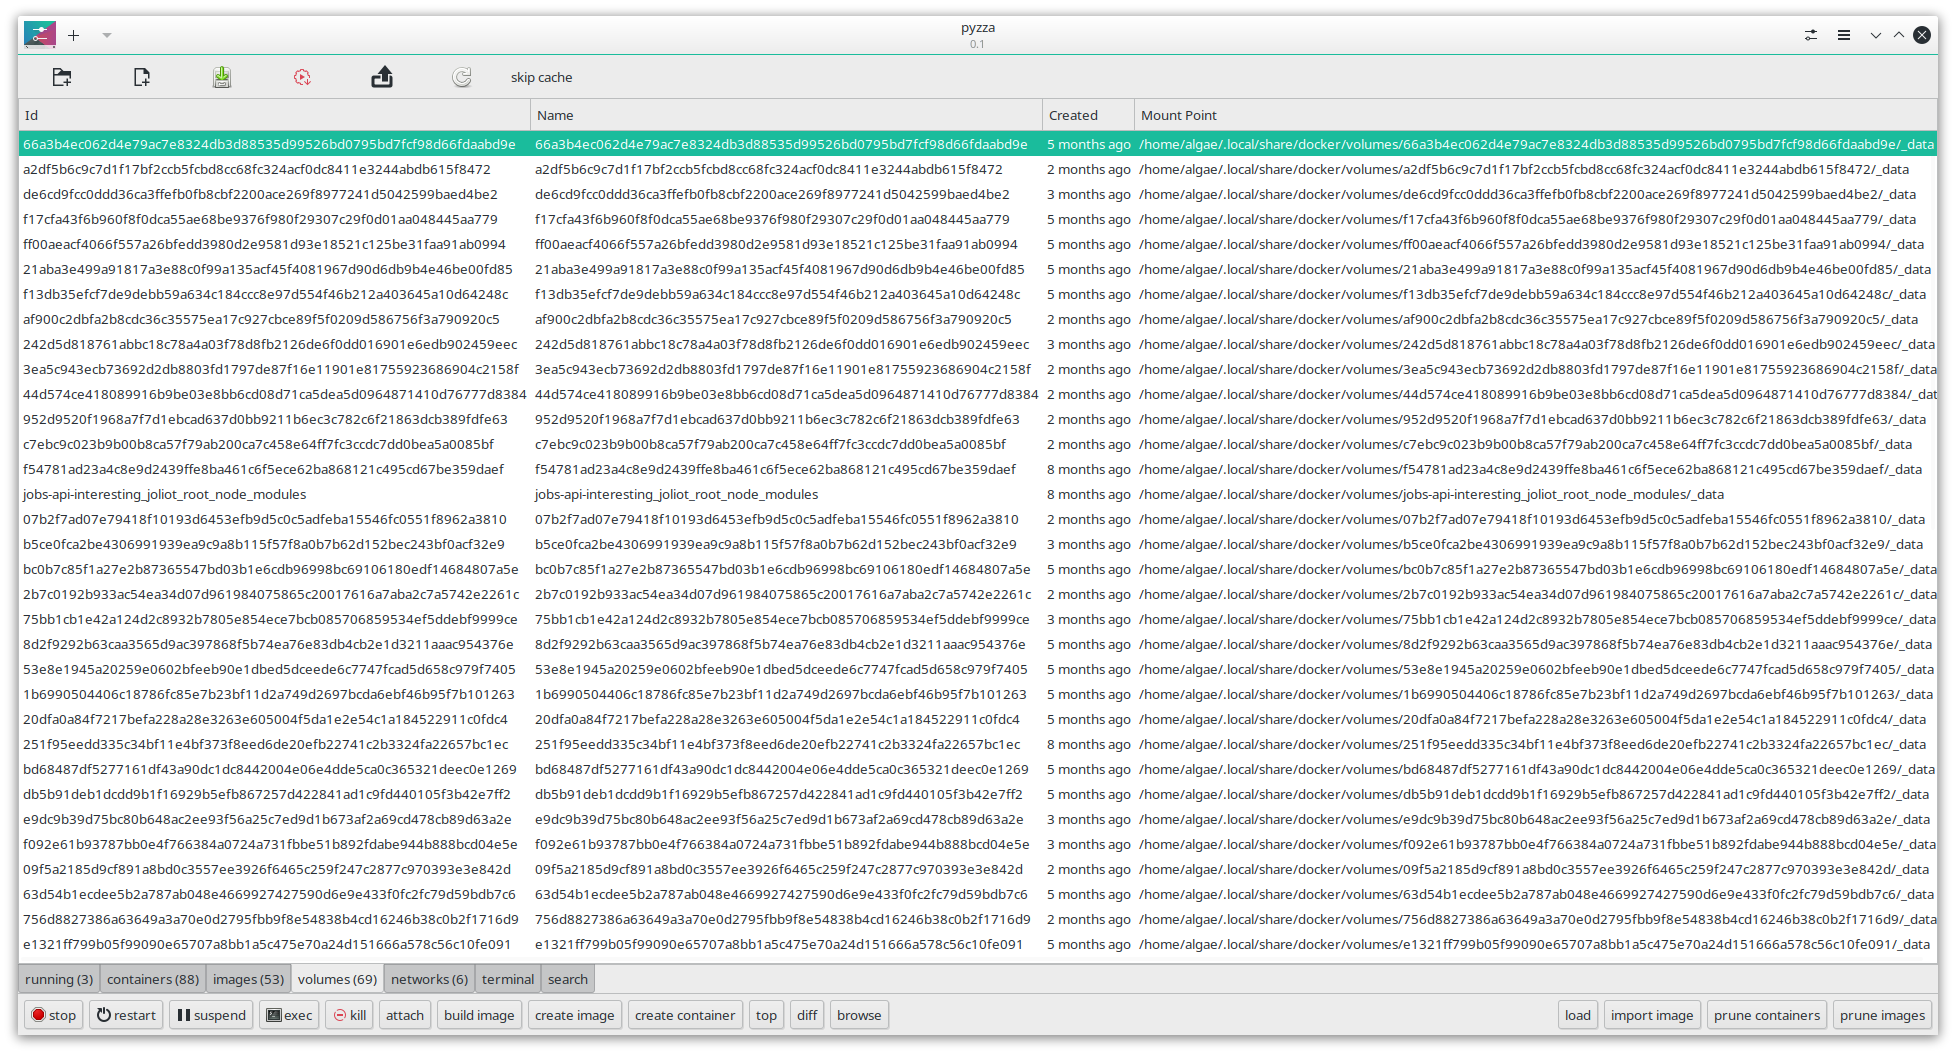 pyzza
0.1
skip cache
Id Name Created Mount Point
66a3b4ec062d4e79ac7e8324db3d88535d99526bd0795bd7fcf98d66fdaabd9e 66a3b4ec062d4e79ac7e8324db3d88535d99526bd0795bd7fcf98d66fdaabd9e 5 months ago /home/algae/.local/share/docker/volumes/66a3b4ec062d4e79ac7e8324db3d88535d99526bd0795bd7fcf98d66fdaabd9e/_data
a2df5b6c9c7d1f17bf2ccb5fcbd8cc68fc324acf0dc8411e3244abdb615f8472 a2df5b6c9c7d1f17bf2ccb5fcbd8cc68fc324acf0dc8411e3244abdb615f8472 2 months ago /home/algae/.local/share/docker/volumes/a2df5b6c9c7d1f17bf2ccb5fcbd8cc68fc324acf0dc8411e3244abdb615f8472/_data
de6cd9fcc0ddd36ca3ffefb0fb8cbf2200ace269f8977241d5042599baed4be2 de6cd9fcc0ddd36ca3ffefb0fb8cbf2200ace269f8977241d5042599baed4be2 3 months ago /home/algae/.local/share/docker/volumes/de6cd9fcc0ddd36ca3ffefb0fb8cbf2200ace269f8977241d5042599baed4be2/_data
f17cfa43f6b960f8f0dca55ae68be9376f980f29307c29f0d01aa048445aa779 f17cfa43f6b960f8f0dca55ae68be9376f980f29307c29f0d01aa048445aa779 5 months ago /home/algae/.local/share/docker/volumes/f17cfa43f6b960f8f0dca55ae68be9376f980f29307c29f0d01aa048445aa779/_data
ff00aeacf4066f557a26bfedd3980d2e9581d93e18521c125be31faa91ab0994 ff00aeacf4066f557a26bfedd3980d2e9581d93e18521c125be31faa91ab0994 5 months ago /home/algae/.local/share/docker/volumes/ff00aeacf4066f557a26bfedd3980d2e9581d93e18521c125be31faa91ab0994/_data
21aba3e499a91817a3e88c0f99a135acf45f4081967d90d6db9b4e46be00fd85 21aba3e499a91817a3e88c0f99a135acf45f4081967d90d6db9b4e46be00fd85 5 months ago /home/algae/.local/share/docker/volumes/21aba3e499a91817a3e88c0f99a135acf45f4081967d90d6db9b4e46be00fd85/_data
f13db35efcf7de9debb59a634c184ccc8e97d554f46b212a403645a10d64248c f13db35efcf7de9debb59a634c184ccc8e97d554f46b212a403645a10d64248c 5 months ago /home/algae/.local/share/docker/volumes/f13db35efcf7de9debb59a634c184ccc8e97d554f46b212a403645a10d64248c/_data
af900c2dbfa2b8cdc36c35575ea17c927cbce89f5f0209d586756f3a790920c5 af900c2dbfa2b8cdc36c35575ea17c927cbce89f5f0209d586756f3a790920c5 2 months ago /home/algae/.local/share/docker/volumes/af900c2dbfa2b8cdc36c35575ea17c927cbce89f5f0209d586756f3a790920c5/_data
242d5d818761abbc18c78a4a03f78d8fb2126de6f0dd016901e6edb902459eec 242d5d818761abbc18c78a4a03f78d8fb2126de6f0dd016901e6edb902459eec 3 months ago /home/algae/.local/share/docker/volumes/242d5d818761abbc18c78a4a03f78d8fb2126de6f0dd016901e6edb902459eec/_data
3ea5c943ecb73692d2db8803fd1797de87f16e11901e81755923686904c2158f 3ea5c943ecb73692d2db8803fd1797de87f16e11901e81755923686904c2158f 2 months ago /home/algae/.local/share/docker/volumes/3ea5c943ecb73692d2db8803fd1797de87f16e11901e81755923686904c2158f/_data
44d574ce418089916b9be03e8bb6cd08d71ca5dea5d0964871410d76777d8384 44d574ce418089916b9be03e8bb6cd08d71ca5dea5d0964871410d76777d8384 2 months ago /home/algae/.local/share/docker/volumes/44d574ce418089916b9be03e8bb6cd08d71ca5dea5d0964871410d76777d8384/_dat
952d9520f1968a7f7d1ebcad637d0bb9211b6ec3c782c6f21863dcb389fdfe63 952d9520f1968a7f7d1ebcad637d0bb9211b6ec3c782c6f21863dcb389fdfe63 2 months ago /home/algae/.local/share/docker/volumes/952d9520f1968a7f7d1ebcad637d0bb9211b6ec3c782c6f21863dcb389fdfe63/_data
c7ebc9c023b9b00b8ca57f79ab200ca7c458e64ff7fc3ccdc7dd0bea5a0085bf c7ebc9c023b9b00b8ca57f79ab200ca7c458e64ff7fc3ccdc7dd0bea5a0085bf 2 months ago /home/algae/.local/share/docker/volumes/c7ebc9c023b9b00b8ca57f79ab200ca7c458e64ff7fc3ccdc7dd0bea5a0085bf/_data
f54781ad23a4c8e9d2439ffe8ba461c6f5ece62ba868121c495cd67be359daef f54781ad23a4c8e9d2439ffe8ba461c6f5ece62ba868121c495cd67be359daef 8 months ago /home/algae/.local/share/docker/volumes/f54781ad23a4c8e9d2439ffe8ba461c6f5ece62ba868121c495cd67be359daef/_data
jobs-api-interesting_joliot_root_node_modules jobs-api-interesting_joliot_root_node_modules 8 months ago /home/algae/.local/share/docker/volumes/jobs-api-interesting_joliot_root_node_modules/_data
07b2f7ad07e79418f10193d6453efb9d5c0c5adfeba15546fc0551f8962a3810 07b2f7ad07e79418f10193d6453efb9d5c0c5adfeba15546fc0551f8962a3810 2 months ago /home/algae/.local/share/docker/volumes/07b2f7ad07e79418f10193d6453efb9d5c0c5adfeba15546fc0551f8962a3810/_data
b5ce0fca2be4306991939ea9c9a8b115f57f8a0b7b62d152bec243bf0acf32e9 b5ce0fca2be4306991939ea9c9a8b115f57f8a0b7b62d152bec243bf0acf32e9 3 months ago /home/algae/.local/share/docker/volumes/b5ce0fca2be4306991939ea9c9a8b115f57f8a0b7b62d152bec243bf0acf32e9/_data
bc0b7c85f1a27e2b87365547bd03b1e6cdb96998bc69106180edf14684807a5e bc0b7c85f1a27e2b87365547bd03b1e6cdb96998bc69106180edf14684807a5e 5 months ago /home/algae/.local/share/docker/volumes/bc0b7c85f1a27e2b87365547bd03b1e6cdb96998bc69106180edf14684807a5e/_data
2b7c0192b933ac54ea34d07d961984075865c20017616a7aba2c7a5742e2261c 2b7c0192b933ac54ea34d07d961984075865c20017616a7aba2c7a5742e2261c 2 months ago /home/algae/.local/share/docker/volumes/2b7c0192b933ac54ea34d07d961984075865c20017616a7aba2c7a5742e2261c/_data
75bb1cb1e42a124d2c8932b7805e854ece7bcb085706859534ef5ddebf9999ce 75bb1cb1e42a124d2c8932b7805e854ece7bcb085706859534ef5ddebf9999ce 3 months ago /home/algae/.local/share/docker/volumes/75bb1cb1e42a124d2c8932b7805e854ece7bcb085706859534ef5ddebf9999ce/_data
8d2f9292b63caa3565d9ac397868f5b74ea76e83db4cb2e1d3211aaac954376e 8d2f9292b63caa3565d9ac397868f5b74ea76e83db4cb2e1d3211aaac954376e 5 months ago /home/algae/.local/share/docker/volumes/8d2f9292b63caa3565d9ac397868f5b74ea76e83db4cb2e1d3211aaac954376e/_data
53e8e1945a20259e0602bfeeb90e1dbed5dceede6c7747fcad5d658c979f7405 53e8e1945a20259e0602bfeeb90e1dbed5dceede6c7747fcad5d658c979f7405 5 months ago /home/algae/.local/share/docker/volumes/53e8e1945a20259e0602bfeeb90e1dbed5dceede6c7747fcad5d658c979f7405/_data
1b6990504406c18786fc85e7b23bf11d2a749d2697bcda6ebf46b95f7b101263 1b6990504406c18786fc85e7b23bf11d2a749d2697bcda6ebf46b95f7b101263 5 months ago /home/algae/.local/share/docker/volumes/1b6990504406c18786fc85e7b23bf11d2a749d2697bcda6ebf46b95f7b101263/_data
20dfa0a84f7217befa228a28e3263e605004f5da1e2e54c1a184522911c0fdc4 20dfa0a84f7217befa228a28e3263e605004f5da1e2e54c1a184522911c0fdc4 5 months ago /home/algae/.local/share/docker/volumes/20dfa0a84f7217befa228a28e3263e605004f5da1e2e54c1a184522911c0fdc4/_data
251f95eedd335c34bf11e4bf373f8eed6de20efb22741c2b3324fa22657bc1ec 251f95eedd335c34bf11e4bf373f8eed6de20efb22741c2b3324fa22657bc1ec 8 months ago /home/algae/.local/share/docker/volumes/251f95eedd335c34bf11e4bf373f8eed6de20efb22741c2b3324fa22657bc1ec/_data
bd68487df5277161df43a90dc1dc8442004e06e4dde5ca0c365321deec0e1269 bd68487df5277161df43a90dc1dc8442004e06e4dde5ca0c365321deec0e1269 5 months ago /home/algae/.local/share/docker/volumes/bd68487df5277161df43a90dc1dc8442004e06e4dde5ca0c365321deec0e1269/_data
db5b91deb1dcdd9b1f16929b5efb867257d422841ad1c9fd440105f3b42e7ff2 db5b91deb1dcdd9b1f16929b5efb867257d422841ad1c9fd440105f3b42e7ff2 5 months ago /home/algae/.local/share/docker/volumes/db5b91deb1dcdd9b1f16929b5efb867257d422841ad1c9fd440105f3b42e7ff2/_data
e9dc9b39d75bc80b648ac2ee93f56a25c7ed9d1b673af2a69cd478cb89d63a2e e9dc9b39d75bc80b648ac2ee93f56a25c7ed9d1b673af2a69cd478cb89d63a2e 3 months ago /home/algae/.local/share/docker/volumes/e9dc9b39d75bc80b648ac2ee93f56a25c7ed9d1b673af2a69cd478cb89d63a2e/_data
f092e61b93787bb0e4f766384a0724a731fbbe51b892fdabe944b888bcd04e5e f092e61b93787bb0e4f766384a0724a731fbbe51b892fdabe944b888bcd04e5e 3 months ago /home/algae/.local/share/docker/volumes/f092e61b93787bb0e4f766384a0724a731fbbe51b892fdabe944b888bcd04e5e/_data
09f5a2185d9cf891a8bd0c3557ee3926f6465c259f247c2877c970393e3e842d 09f5a2185d9cf891a8bd0c3557ee3926f6465c259f247c2877c970393e3e842d 2 months ago /home/algae/.local/share/docker/volumes/09f5a2185d9cf891a8bd0c3557ee3926f6465c259f247c2877c970393e3e842d/_data
63d54b1ecdee5b2a787ab048e4669927427590d6e9e433f0fc2fc79d59bdb7c6 63d54b1ecdee5b2a787ab048e4669927427590d6e9e433f0fc2fc79d59bdb7c6 5 months ago /home/algae/.local/share/docker/volumes/63d54b1ecdee5b2a787ab048e4669927427590d6e9e433f0fc2fc79d59bdb7c6/_data
756d8827386a63649a3a70e0d2795fbb9f8e54838b4cd16246b38c0b2f1716d9 756d8827386a63649a3a70e0d2795fbb9f8e54838b4cd16246b38c0b2f1716d9 2 months ago /home/algae/.local/share/docker/volumes/756d8827386a63649a3a70e0d2795fbb9f8e54838b4cd16246b38c0b2f1716d9/_data
e1321ff799b05f99090e65707a8bb1a5c475e70a24d151666a578c56c10fe091 e1321ff799b05f99090e65707a8bb1a5c475e70a24d151666a578c56c10fe091 5 months ago /home/algae/.local/share/docker/volumes/e1321ff799b05f99090e65707a8bb1a5c475e70a24d151666a578c56c10fe091/_data
running (3) containers (88) images (53) volumes (69) networks (6) terminal search
stop restart suspend exec kill attach build image create image create container top diff browse load import image prune containers prune images